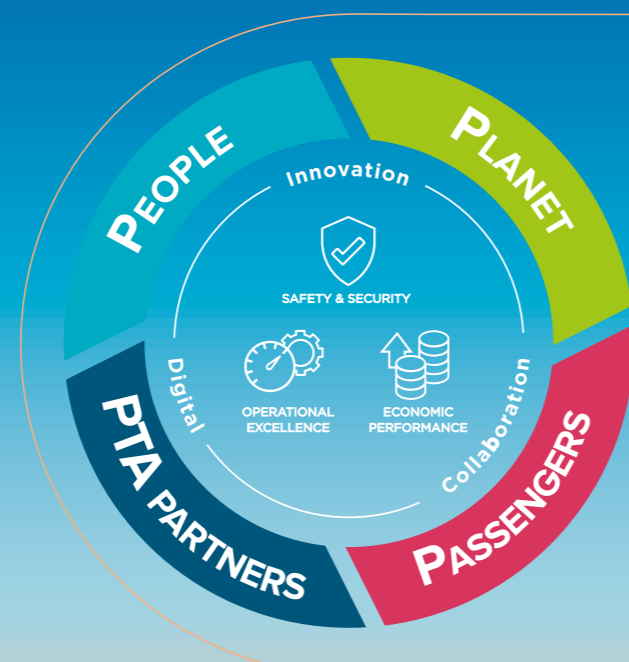 PEOPLE
PLANET
Innovation
SAFETY & SECURITY
OPERATIONAL
EXCELLENCE
ECONOMIC
PERFORMANCE
Digital
Collaboration
PTA PARTNERS
PASSENGERS